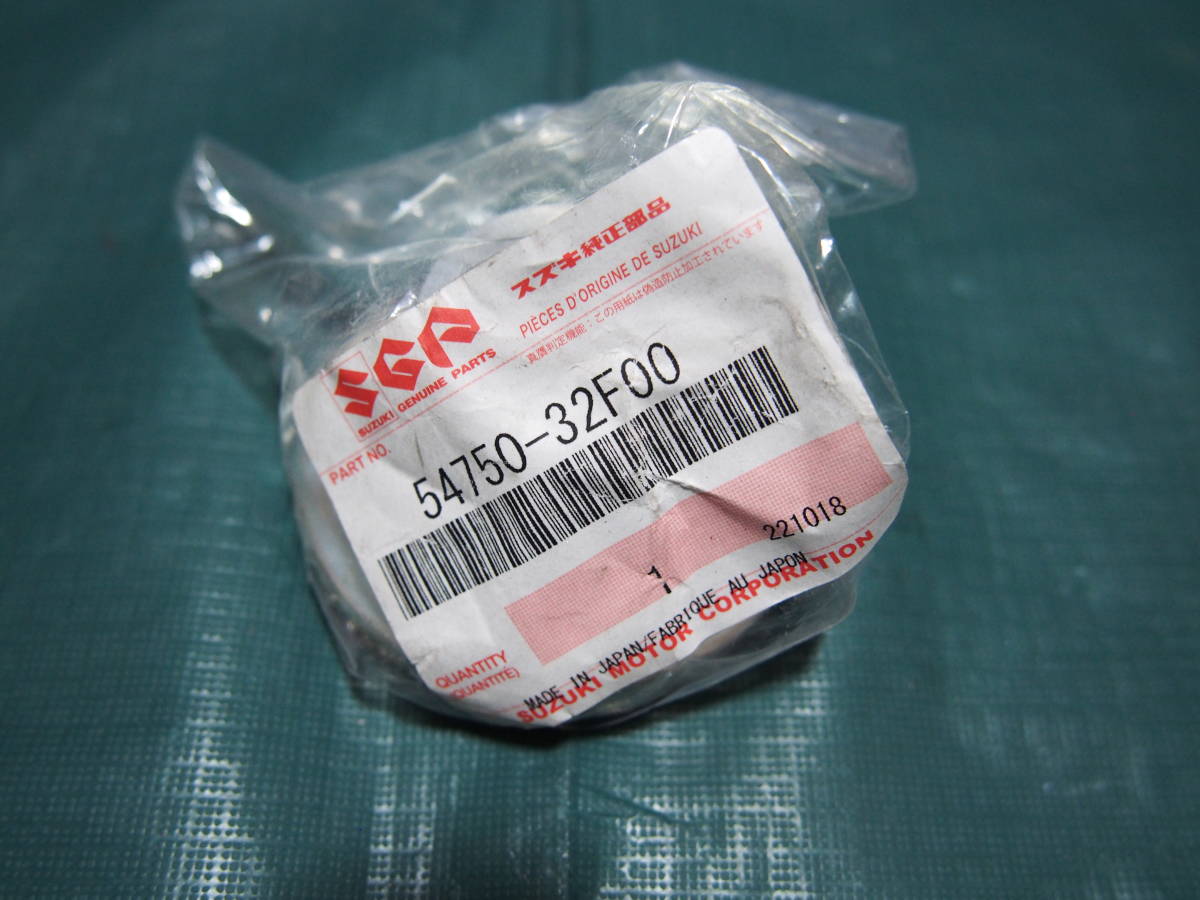 スズキ純正部品
SGP
PIÈCES D'ORIGINE DE SUZUKI
SUZUKI GENUINE PARTS
真贋判定機能:この用紙は偽造防止加工されています
PART NO.
54750-32F00
221018
1
QUANTITY
(QUANTITÉ)
MADE IN JAPAN/FABRIQUE AU JAPON
SUZUKI MOTOR CORPORATION